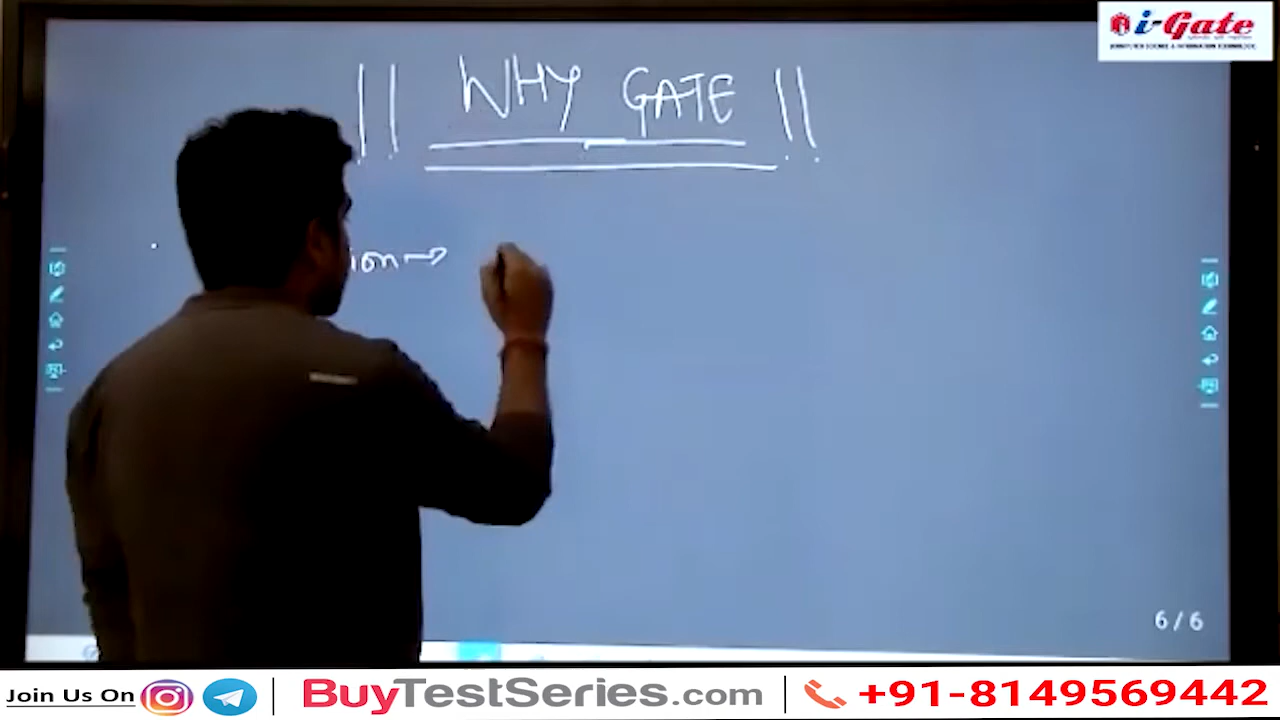 i-Gate
!! WHY GATE !!
ion →
6 / 6
Join Us On
BuyTestSeries.com
+91-8149569442